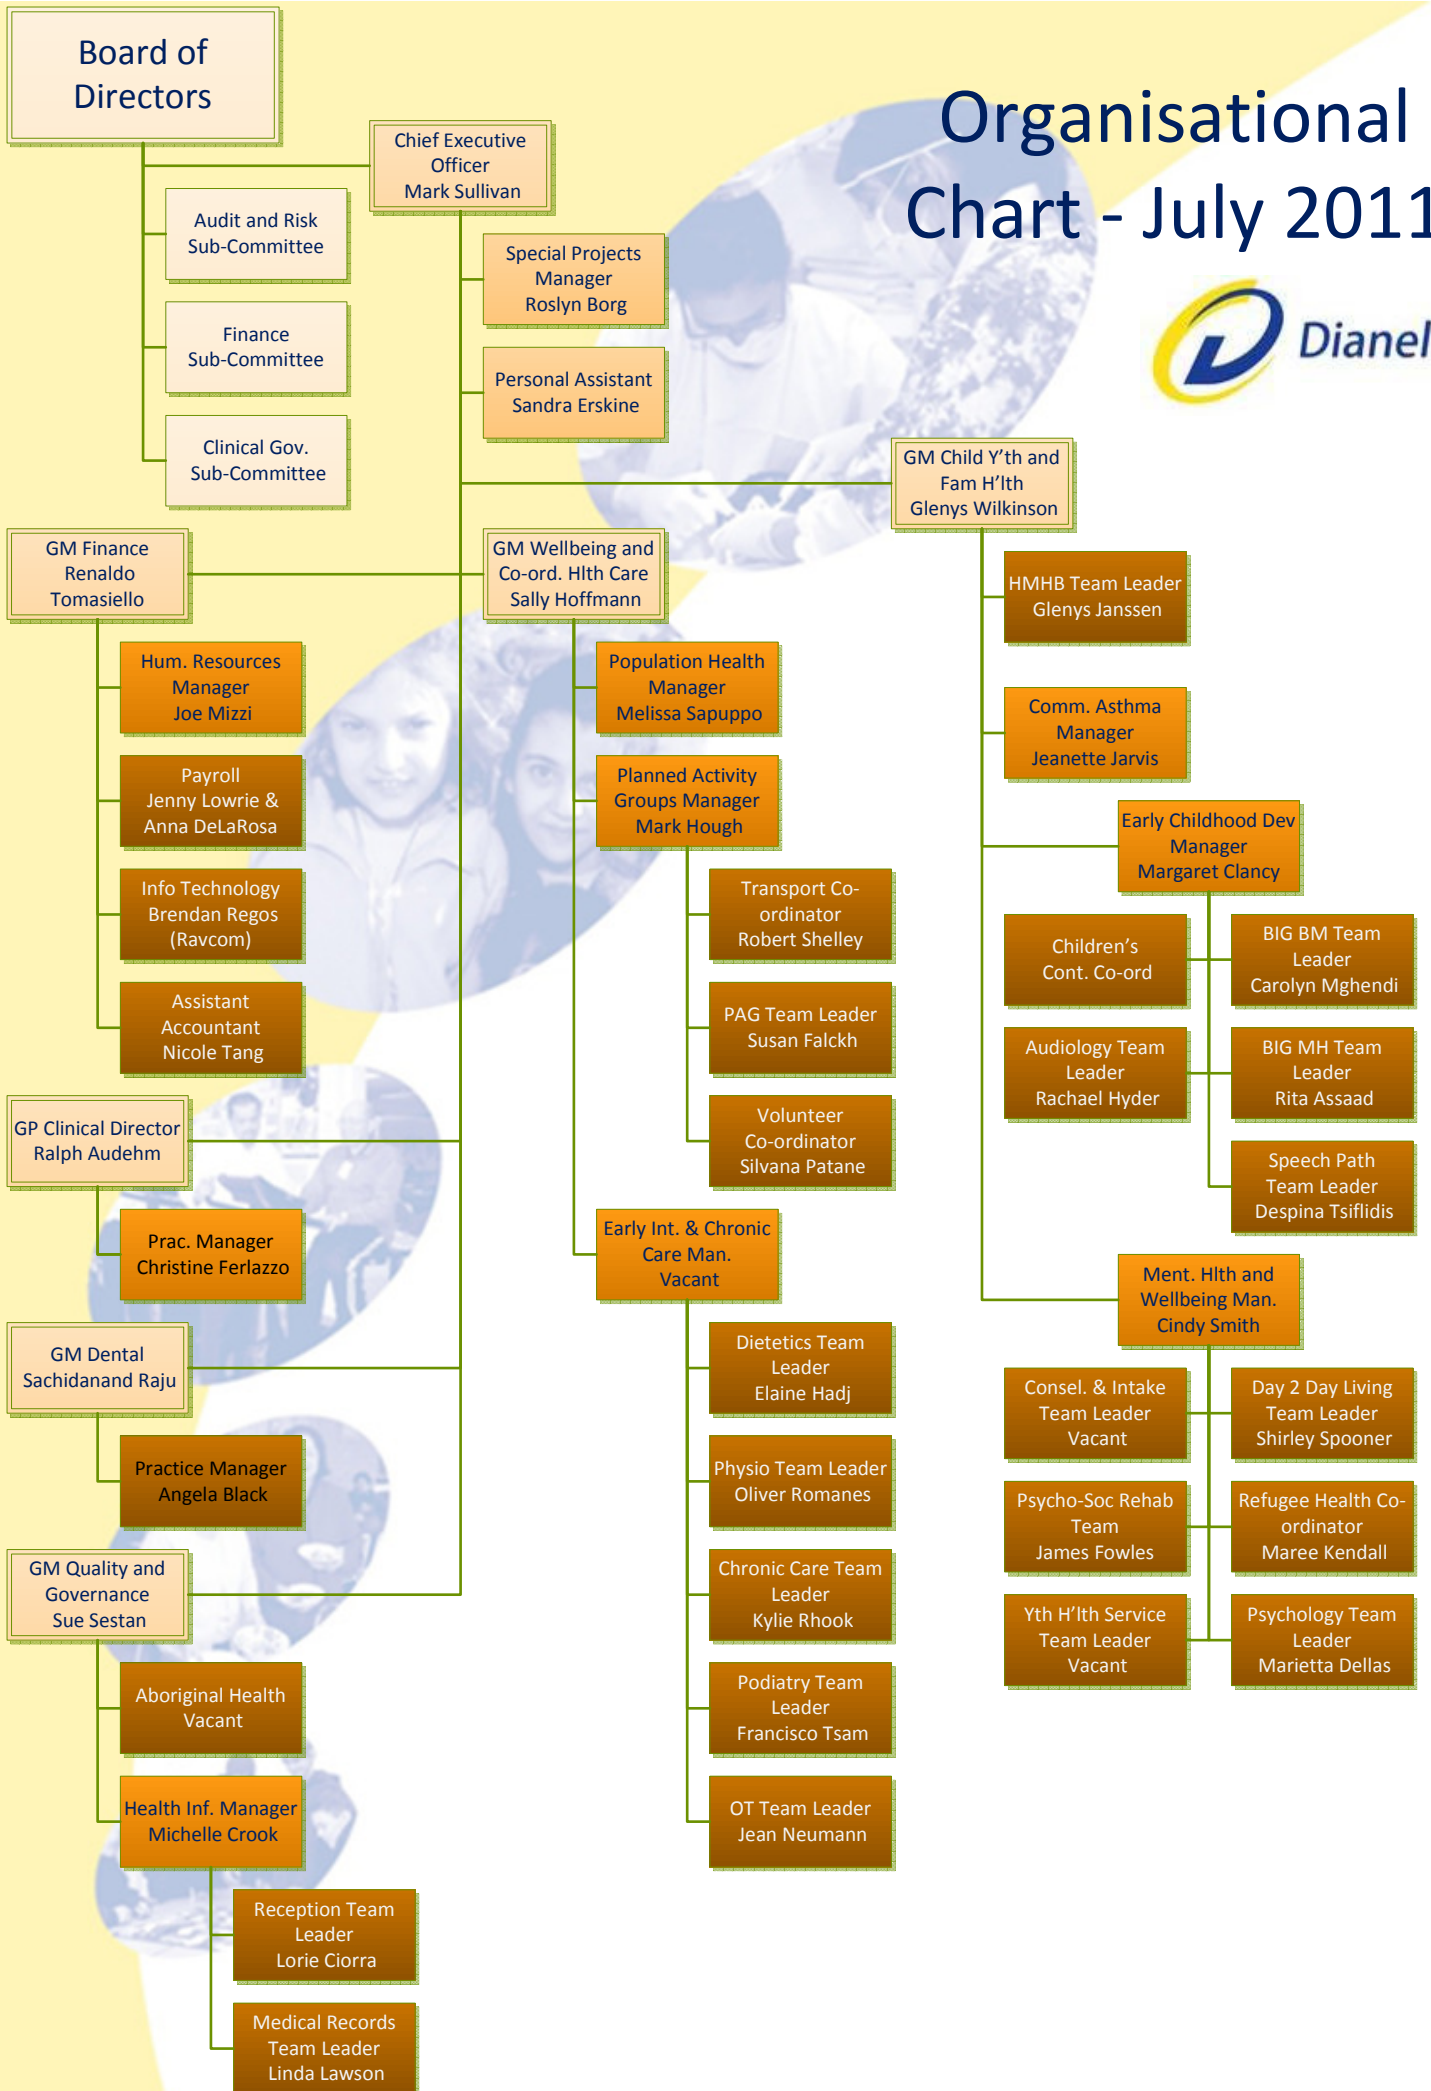 Board of
Directors
Organisational
Chart - July 2011
Dianel
Chief Executive
Officer
Mark Sullivan
Audit and Risk
Sub-Committee
Finance
Sub-Committee
Clinical Gov.
Sub-Committee
Special Projects
Manager
Roslyn Borg
Personal Assistant
Sandra Erskine
GM Finance
Renaldo
Tomasiello
Hum. Resources
Manager
Joe Mizzi
Payroll
Jenny Lowrie &
Anna DeLaRosa
Info Technology
Brendan Regos
(Ravcom)
Assistant
Accountant
Nicole Tang
GP Clinical Director
Ralph Audehm
Prac. Manager
Christine Ferlazzo
GM Dental
Sachidanand Raju
Practice Manager
Angela Black
GM Quality and
Governance
Sue Sestan
Aboriginal Health
Vacant
Health Inf. Manager
Michelle Crook
Reception Team
Leader
Lorie Ciorra
Medical Records
Team Leader
Linda Lawson
GM Wellbeing and
Co-ord. Hlth Care
Sally Hoffmann
Population Health
Manager
Melissa Sapuppo
Planned Activity
Groups Manager
Mark Hough
Transport Co-
ordinator
Robert Shelley
PAG Team Leader
Susan Falckh
Volunteer
Co-ordinator
Silvana Patane
Early Int. & Chronic
Care Man.
Vacant
Dietetics Team
Leader
Elaine Hadj
Physio Team Leader
Oliver Romanes
Chronic Care Team
Leader
Kylie Rhook
Podiatry Team
Leader
Francisco Tsam
OT Team Leader
Jean Neumann
GM Child Y’th and
Fam H’lth
Glenys Wilkinson
HMHB Team Leader
Glenys Janssen
Comm. Asthma
Manager
Jeanette Jarvis
Early Childhood Dev
Manager
Margaret Clancy
Children’s
Cont. Co-ord
BIG BM Team
Leader
Carolyn Mghendi
Audiology Team
Leader
Rachael Hyder
BIG MH Team
Leader
Rita Assaad
Speech Path
Team Leader
Despina Tsiflidis
Ment. Hlth and
Wellbeing Man.
Cindy Smith
Consel. & Intake
Team Leader
Vacant
Day 2 Day Living
Team Leader
Shirley Spooner
Psycho-Soc Rehab
Team
James Fowles
Refugee Health Co-
ordinator
Maree Kendall
Yth H’lth Service
Team Leader
Vacant
Psychology Team
Leader
Marietta Dellas